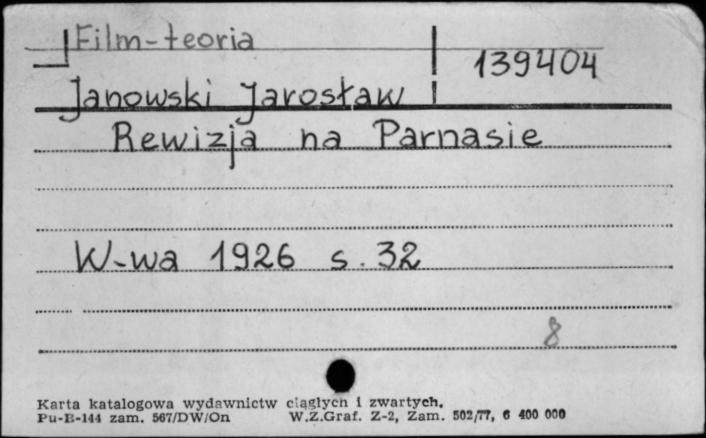 Film-teoria
139404
Janowski Jarosław
Rewizja na Parnasie
W-wa 1926 s. 32
8
Karta katalogowa wydawnictw ciągłych i zwartych.
Pu-B-144 zam. 567/DW/On W.Z.Graf. Z-2, Zam. 502/77, 6 400 000